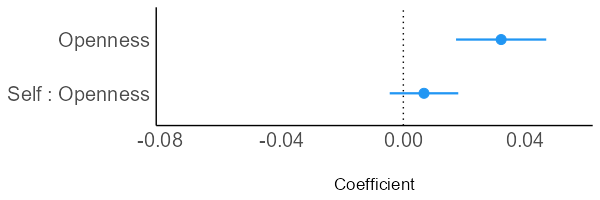 Openness
Self : Openness
-0.08 -0.04 0.00 0.04
Coefficient